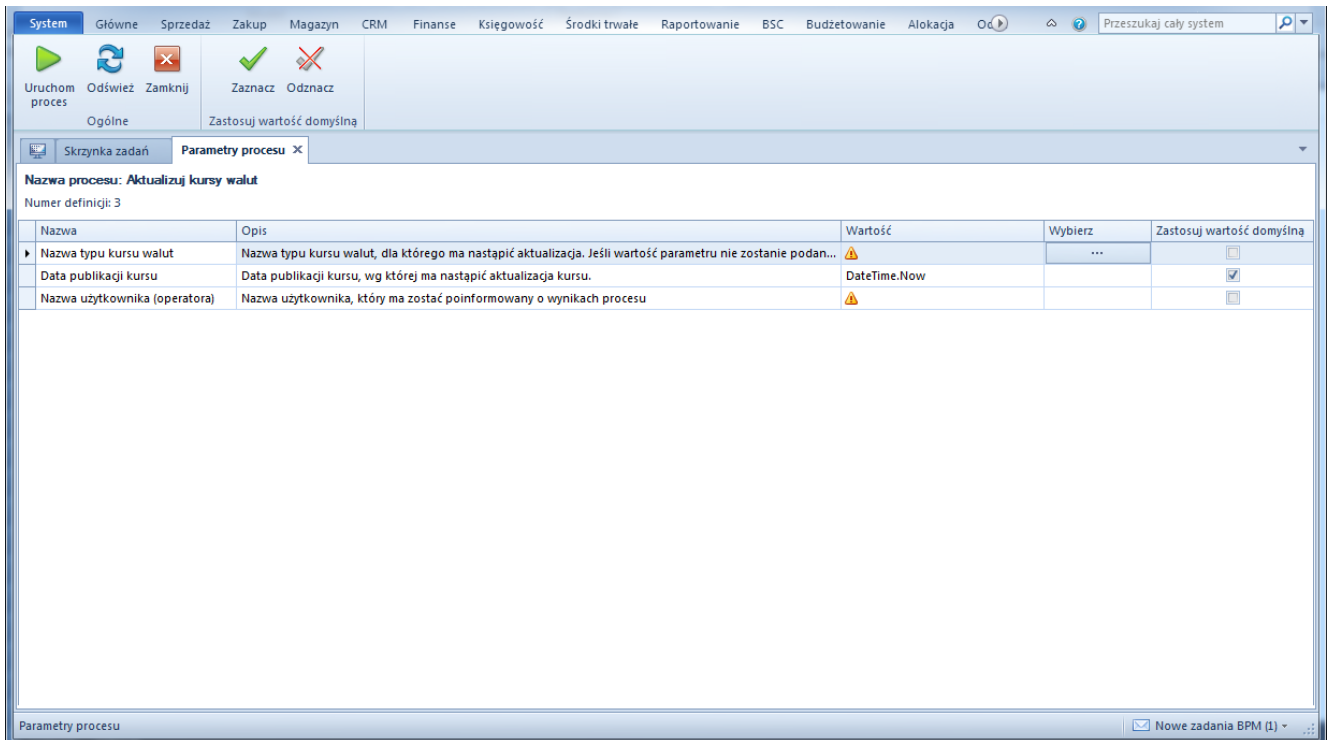 System Główne Sprzedaż Zakup Magazyn CRM Finanse Księgowość Środki trwałe Raportowanie BSC Budżetowanie Alokacja Przeszukaj cały system
Uruchom proces Odśwież Zamknij Zaznacz Odznacz
Ogólne Zastosuj wartość domyślną
Skrzynka zadań Parametry procesu
Nazwa procesu: Aktualizuj kursy walut
Numer definicji: 3
Nazwa Opis Wartość Wybierz Zastosuj wartość domyślną
Nazwa typu kursu walut Nazwa typu kursu walut, dla którego ma nastąpić aktualizacja. Jeśli wartość parametru nie zostanie podan... ...
Data publikacji kursu Data publikacji kursu, wg której ma nastąpić aktualizacja kursu. DateTime.Now
Nazwa użytkownika (operatora) Nazwa użytkownika, który ma zostać poinformowany o wynikach procesu
Parametry procesu Nowe zadania BPM (1)